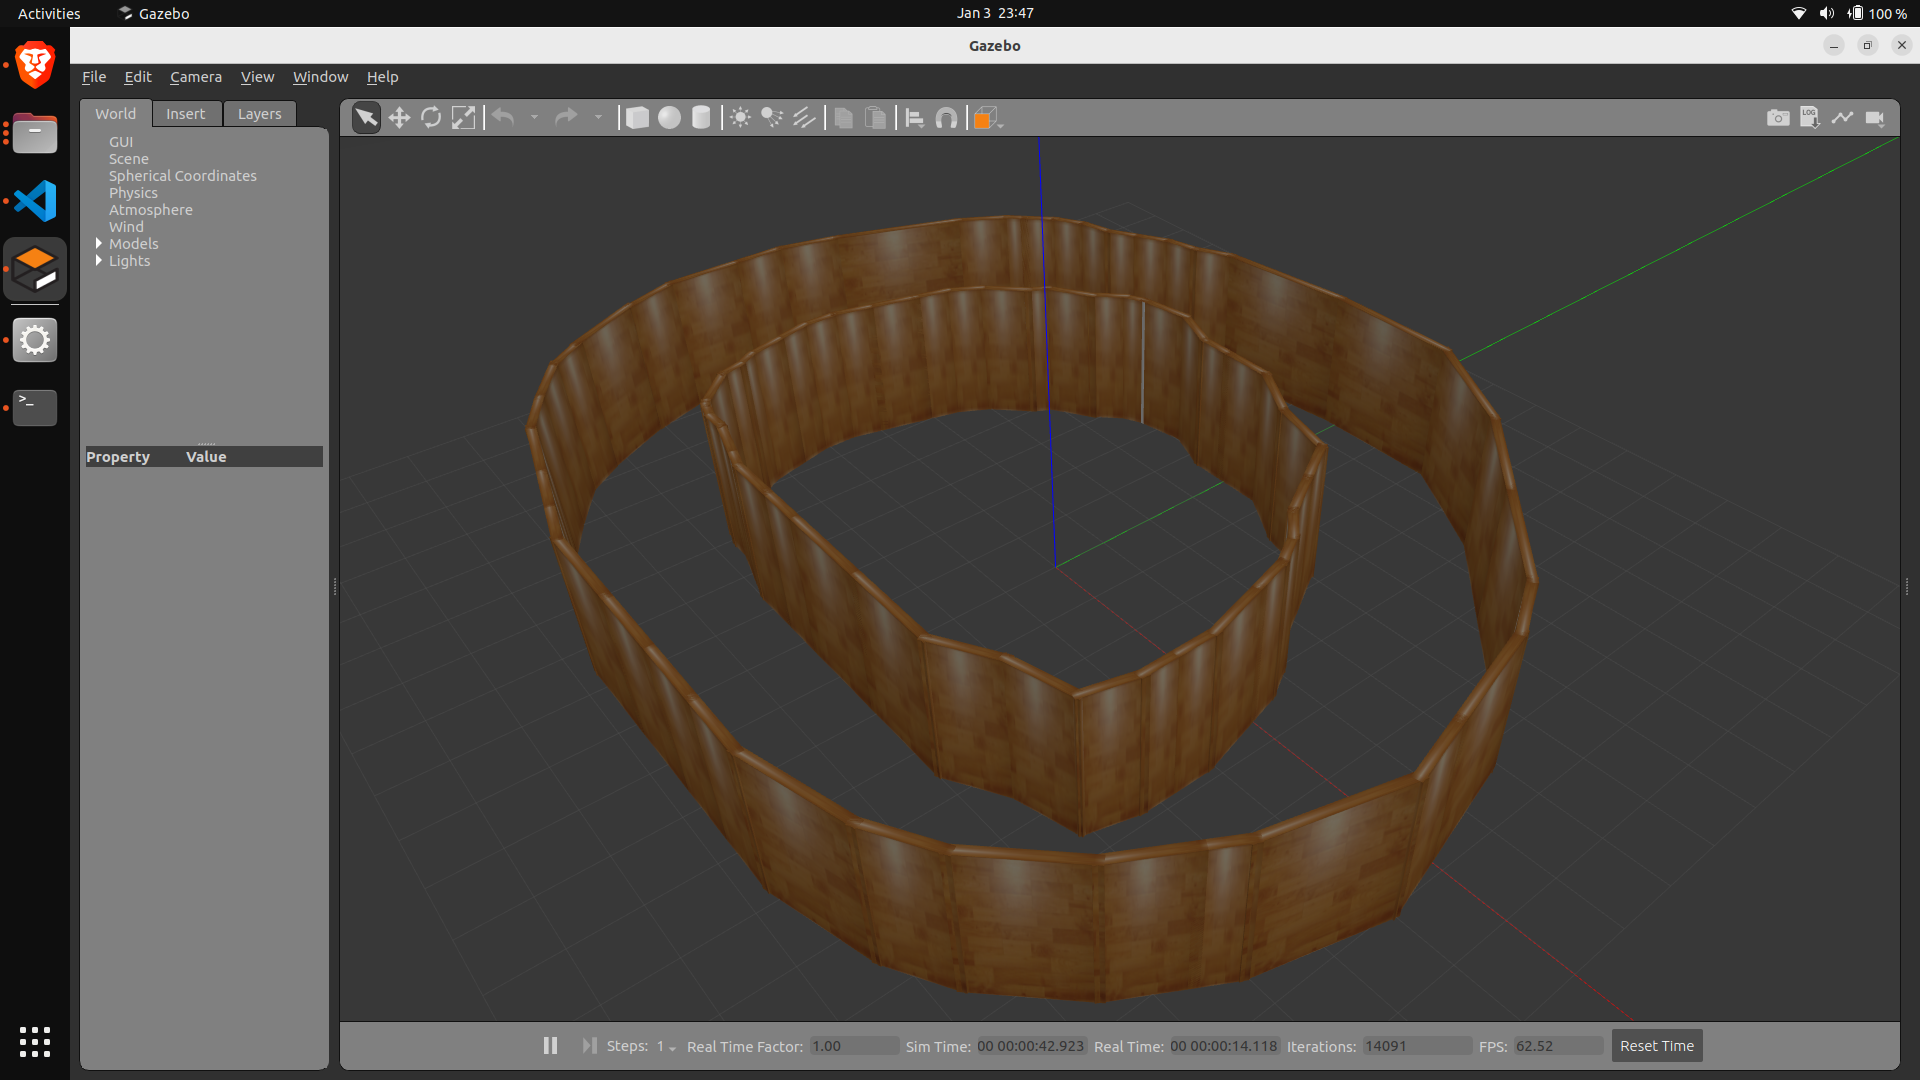 Activities Gazebo Jan 3 23:47 100 %
Gazebo
File Edit Camera View Window Help
World Insert Layers
LOG
GUI
Scene
Spherical Coordinates
Physics
Atmosphere
Wind
Models
Lights
Property Value
>_
Steps: 1 Real Time Factor: 1.00 Sim Time: 00 00:00:42.923 Real Time: 00 00:00:14.118 Iterations: 14091 FPS: 62.52 Reset Time